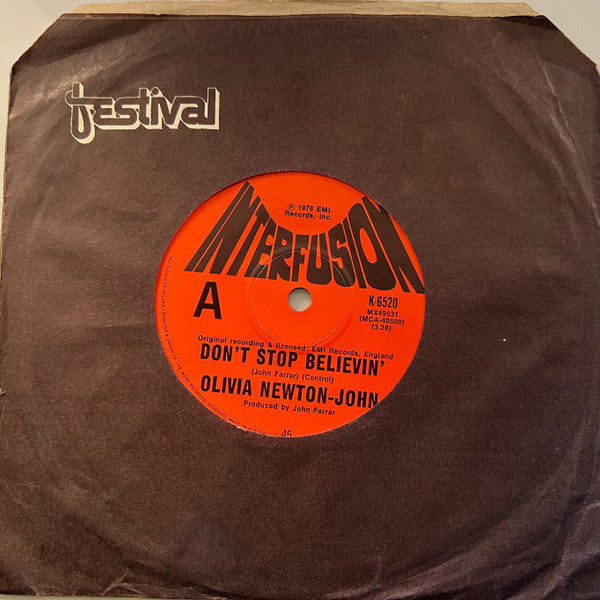 festival
℗ 1976 EMI
Records, Inc.
INTERFUSION
A
K-6520
MX49631
(MCA-40600)
(3.28)
Original recording & licensed: EMI Records, England
DON'T STOP BELIEVIN'
(John Farrar) (Control)
OLIVIA NEWTON-JOHN
Produced by John Farrar
45